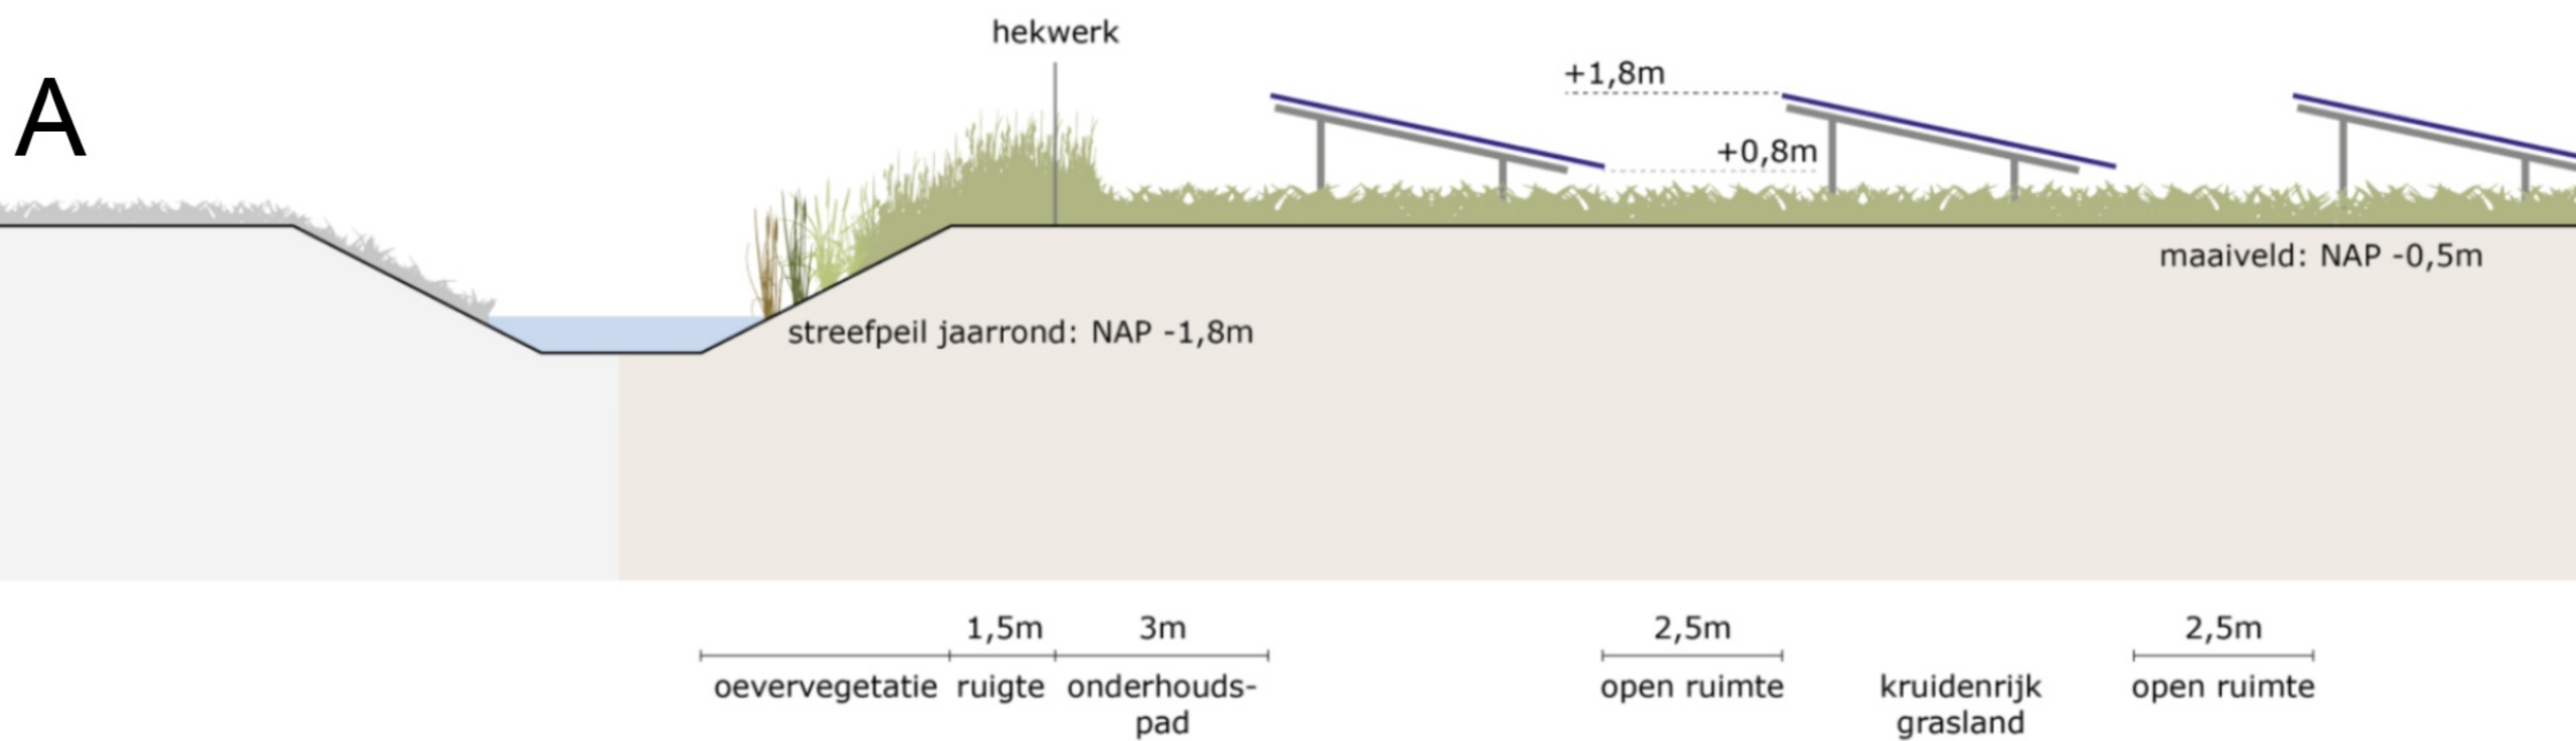 hekwerk
A
+1,8m
+0,8m
maaiveld: NAP -0,5m
streefpeil jaarrond: NAP -1,8m
1,5m
3m
2,5m
2,5m
oevervegetatie
ruigte
onderhouds-
pad
open ruimte
kruidenrijk
grasland
open ruimte